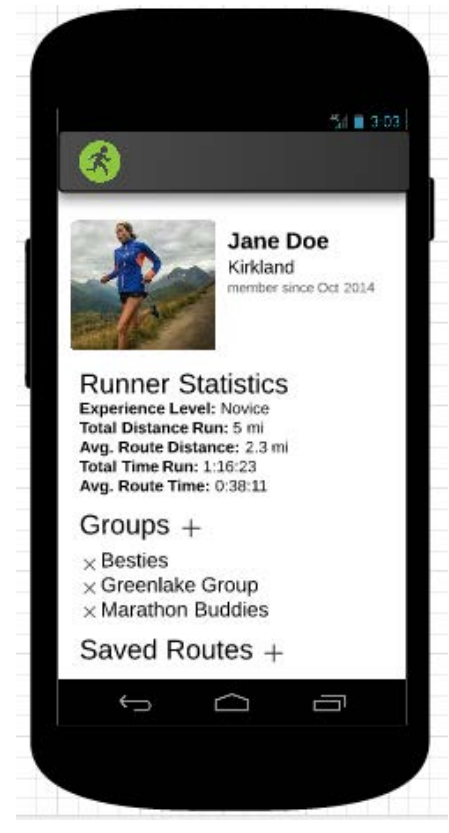 3:03
Jane Doe
Kirkland
member since Oct 2014
Runner Statistics
Experience Level: Novice
Total Distance Run: 5 mi
Avg. Route Distance: 2.3 mi
Total Time Run: 1:16:23
Avg. Route Time: 0:38:11
Groups +
× Besties
× Greenlake Group
× Marathon Buddies
Saved Routes +